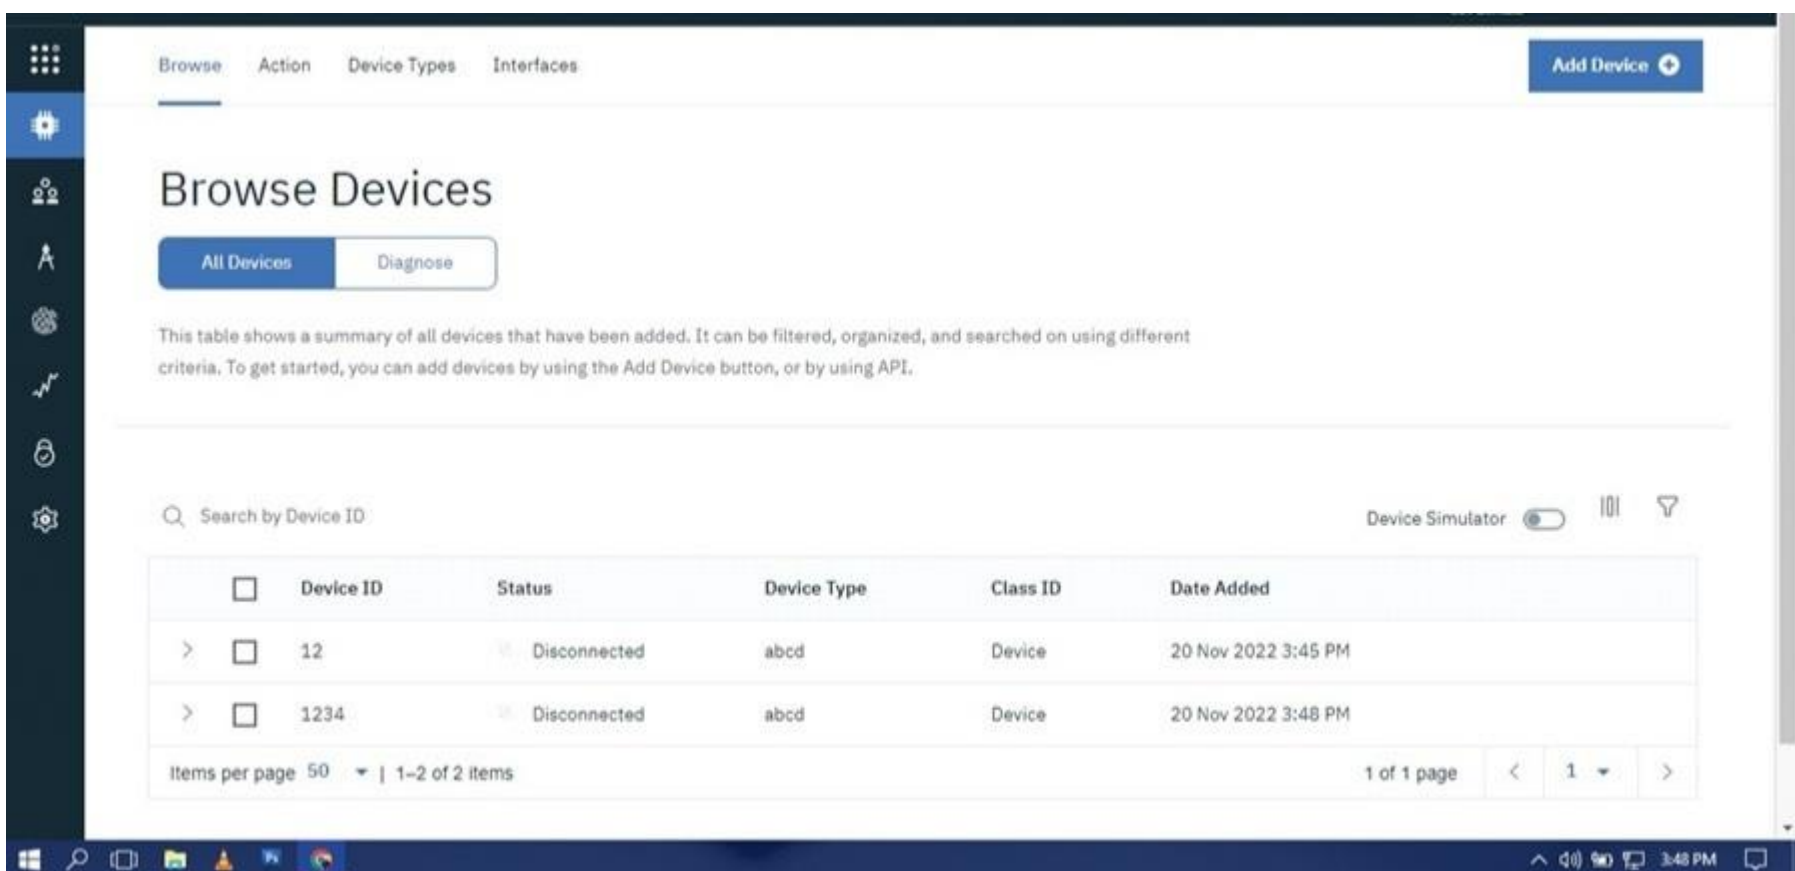 Browse Action Device Types Interfaces Add Device
Browse Devices
All Devices Diagnose
This table shows a summary of all devices that have been added. It can be filtered, organized, and searched on using different
criteria. To get started, you can add devices by using the Add Device button, or by using API.
Search by Device ID Device Simulator
Device ID Status Device Type Class ID Date Added
12 Disconnected abcd Device 20 Nov 2022 3:45 PM
1234 Disconnected abcd Device 20 Nov 2022 3:48 PM
Items per page 50 | 1–2 of 2 items 1 of 1 page 1
3:48 PM